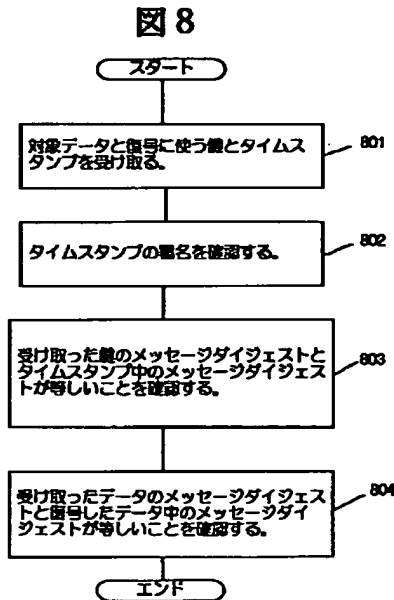 図8
スタート
対象データと復号に使う鍵とタイムス
タンプを受け取る。
801
タイムスタンプの署名を確認する。
802
受け取った鍵のメッセージダイジェストと
タイムスタンプ中のメッセージダイジェス
トが等しいことを確認する。
803
受け取ったデータのメッセージダイジェス
トと復号したデータ中のメッセージダイ
ジェストが等しいことを確認する。
804
エンド